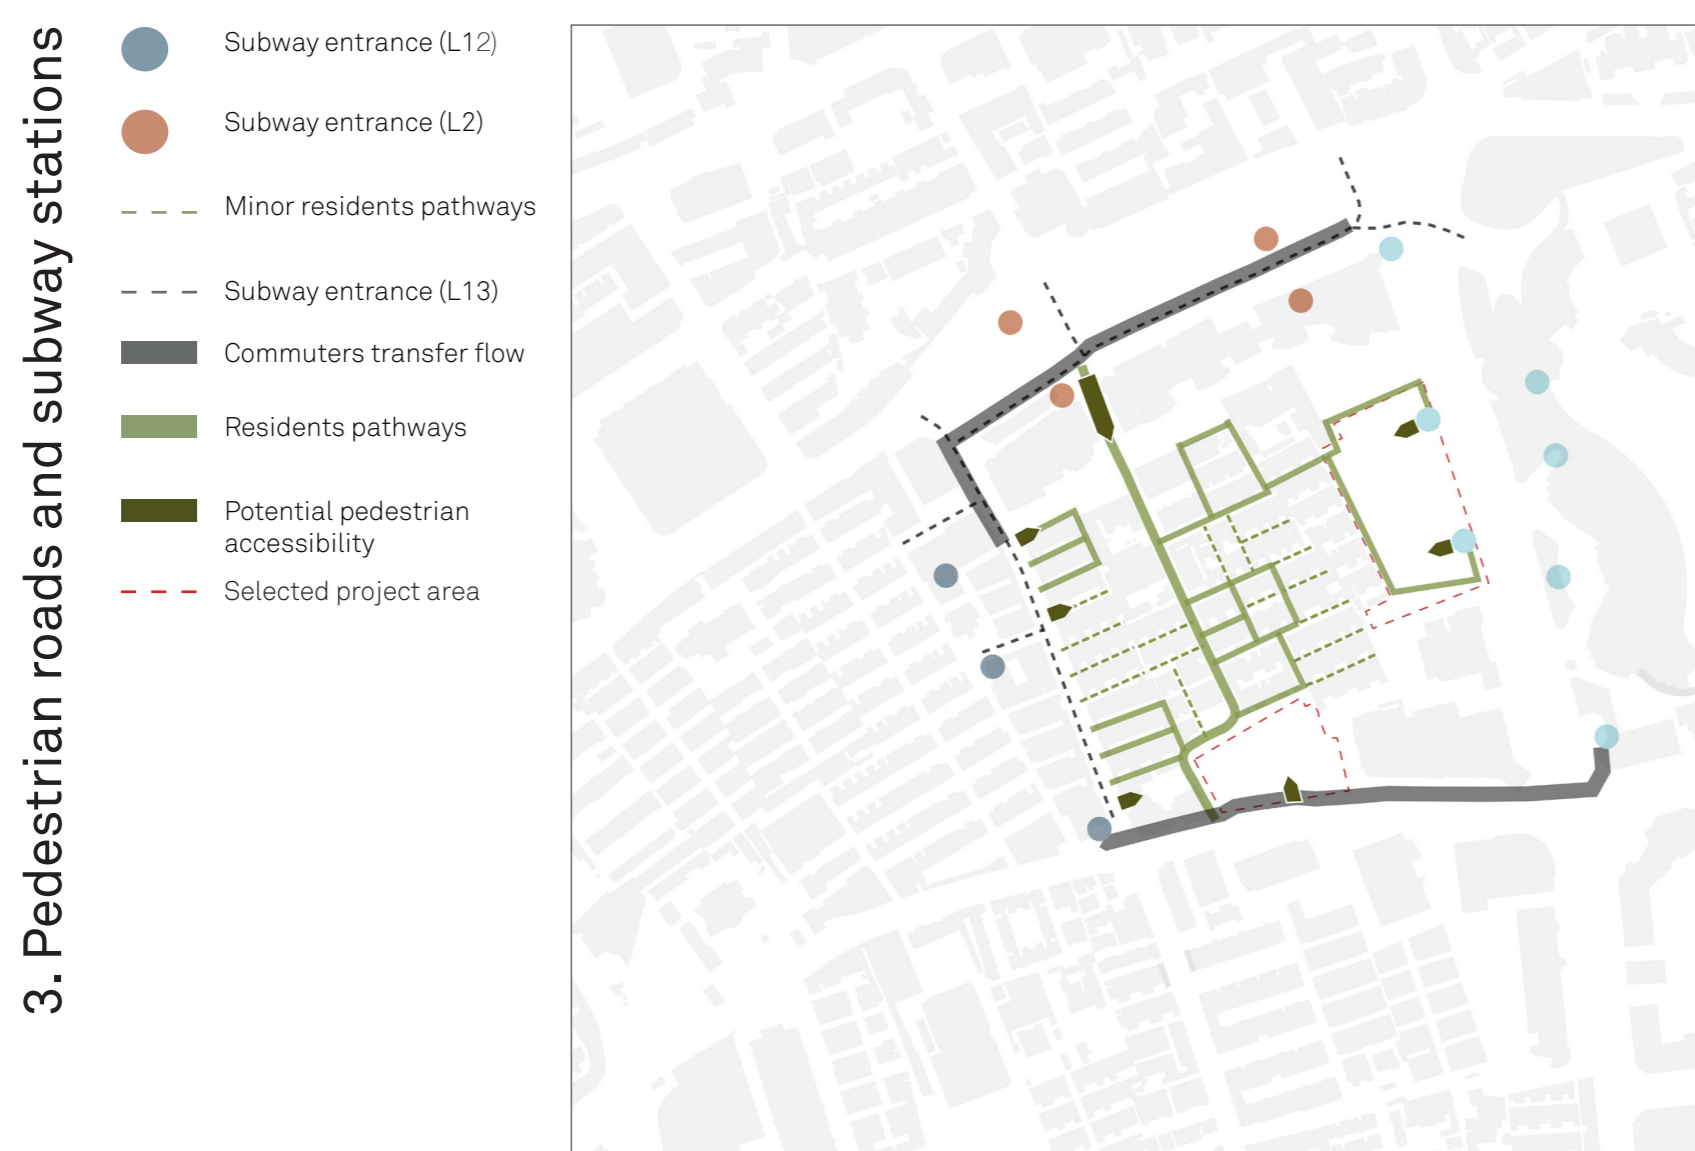 3. Pedestrian roads and subway stations
Subway entrance (L12)
Subway entrance (L2)
Minor residents pathways
Subway entrance (L13)
Commuters transfer flow
Residents pathways
Potential pedestrian
accessibility
Selected project area